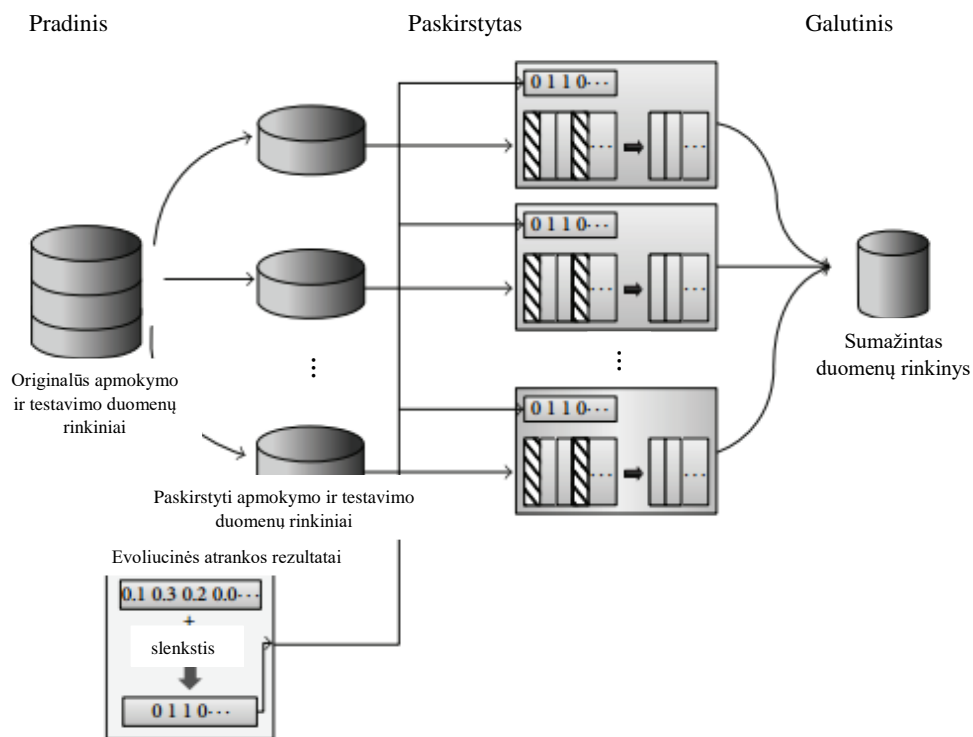 Pradinis
Paskirstytas
Galutinis
0 1 1 0···
···
···
0 1 1 0···
···
···
⋮
⋮
0 1 1 0···
···
···
Originalūs apmokymo
ir testavimo duomenų
rinkiniai
Sumažintas
duomenų rinkinys
Paskirstyti apmokymo ir testavimo
duomenų rinkiniai
Evoliucinės atrankos rezultatai
0.1 0.3 0.2 0.0···
+
slenkstis
0 1 1 0···